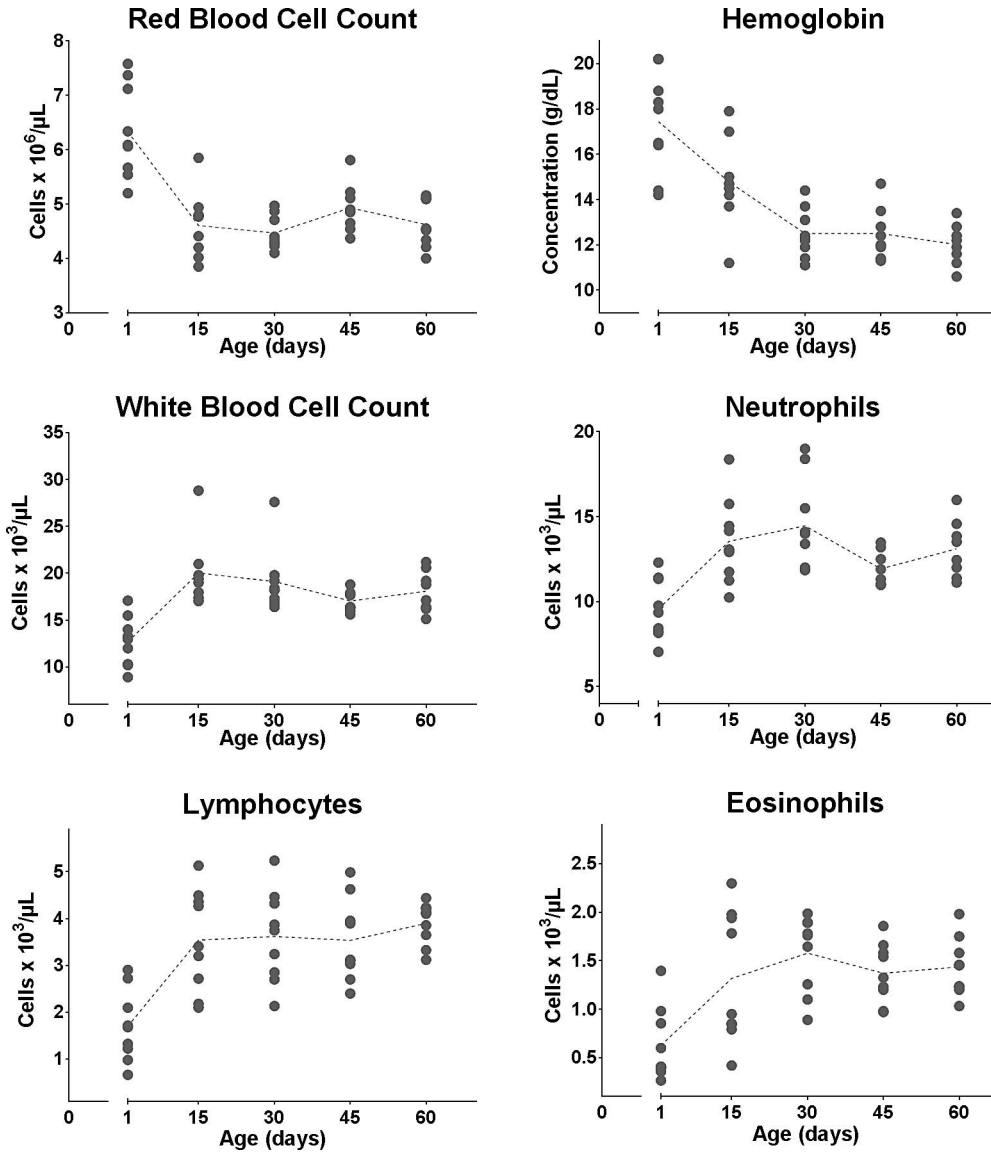 Red Blood Cell Count
Cells x 10⁶/µL
8
7
6
5
4
3
0 1 15 30 45 60
Age (days)
Hemoglobin
Concentration (g/dL)
20
18
16
14
12
10
0 1 15 30 45 60
Age (days)
White Blood Cell Count
Cells x 10³/µL
35
30
25
20
15
10
0 1 15 30 45 60
Age (days)
Neutrophils
Cells x 10³/µL
20
15
10
5
0 1 15 30 45 60
Age (days)
Lymphocytes
Cells x 10³/µL
5
4
3
2
1
0 1 15 30 45 60
Age (days)
Eosinophils
Cells x 10³/µL
2.5
2.0
1.5
1.0
0.5
0 1 15 30 45 60
Age (days)